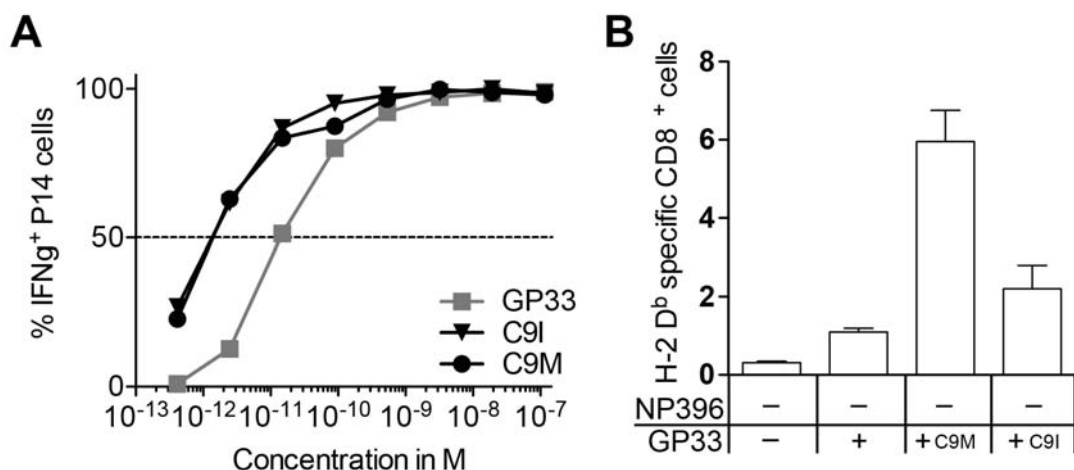 A
% IFNg+ P14 cells
100
50
0
GP33
C9I
C9M
10-13 10-12 10-11 10-10 10-9 10-8 10-7
Concentration in M
B
H-2 Db specific CD8 + cells
8
6
4
2
0
NP396 − − − −
GP33 − + + C9M + C9I